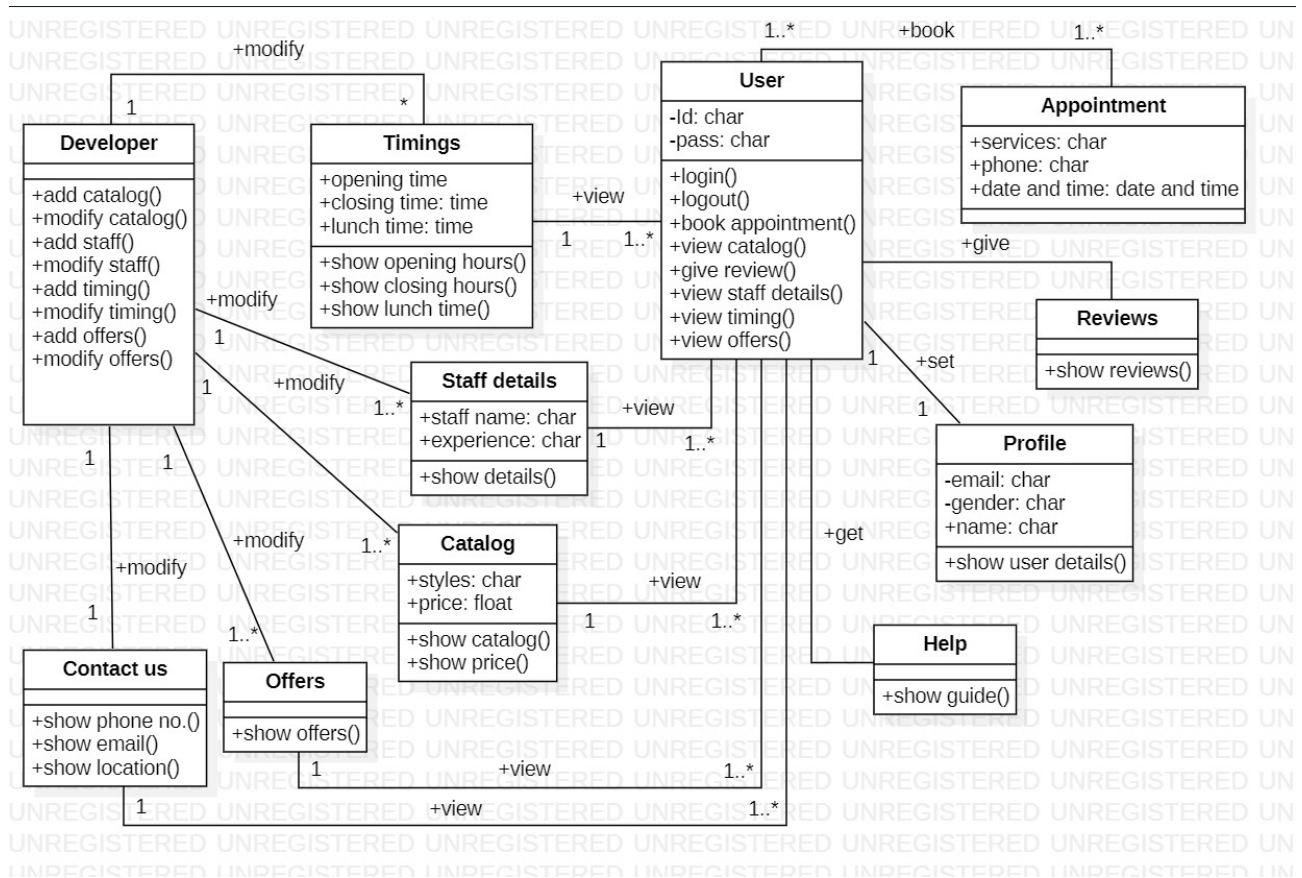 +modify
1
*
Developer
+add catalog()
+modify catalog()
+add staff()
+modify staff()
+add timing()
+modify timing()
+add offers()
+modify offers()
Timings
+opening time
+closing time: time
+lunch time: time
+show opening hours()
+show closing hours()
+show lunch time()
+view
1
1..*
User
-Id: char
-pass: char
+login()
+logout()
+book appointment()
+view catalog()
+give review()
+view staff details()
+view timing()
+view offers()
1..*
+book
1..*
Appointment
+services: char
+phone: char
+date and time: date and time
+give
Reviews
+show reviews()
+modify
1
1..*
Staff details
+staff name: char
+experience: char
+show details()
+view
1
1..*
1
+set
1
Profile
-email: char
-gender: char
+name: char
+show user details()
1
+modify
1..*
Catalog
+styles: char
+price: float
+show catalog()
+show price()
+view
1
1..*
+get
Help
+show guide()
1
+modify
1
Contact us
+show phone no.()
+show email()
+show location()
1
+modify
1..*
Offers
+show offers()
1
+view
1..*
1
+view
1..*
UNREGISTERED